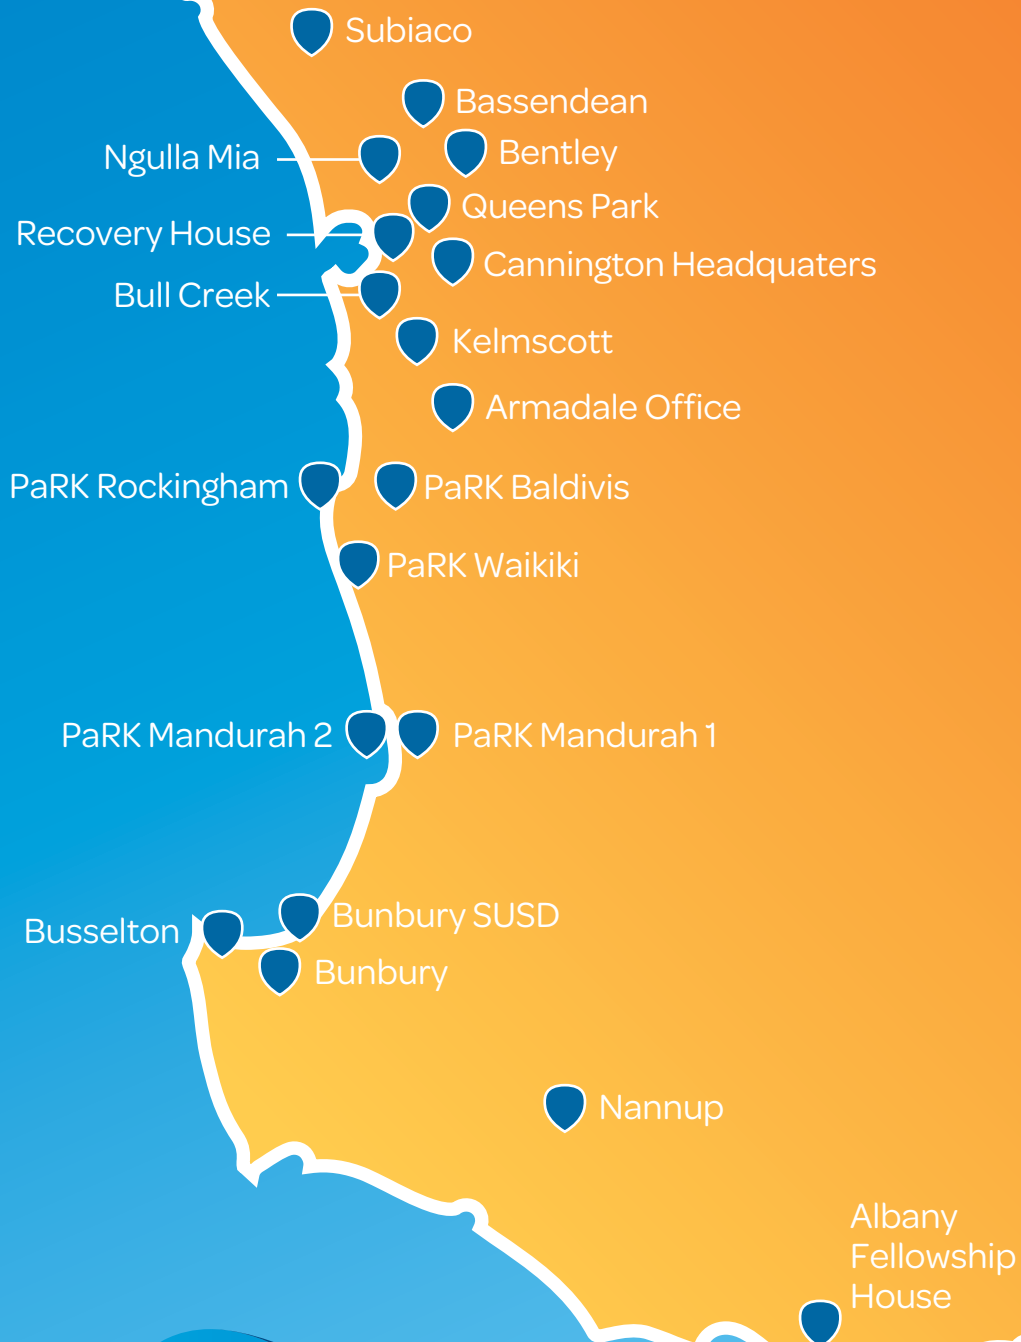 Subiaco
Bassendean
Ngulla Mia
Bentley
Queens Park
Recovery House
Cannington Headquaters
Bull Creek
Kelmscott
Armadale Office
PaRK Rockingham
PaRK Baldivis
PaRK Waikiki
PaRK Mandurah 2
PaRK Mandurah 1
Bunbury SUSD
Busselton
Bunbury
Nannup
Albany
Fellowship
House